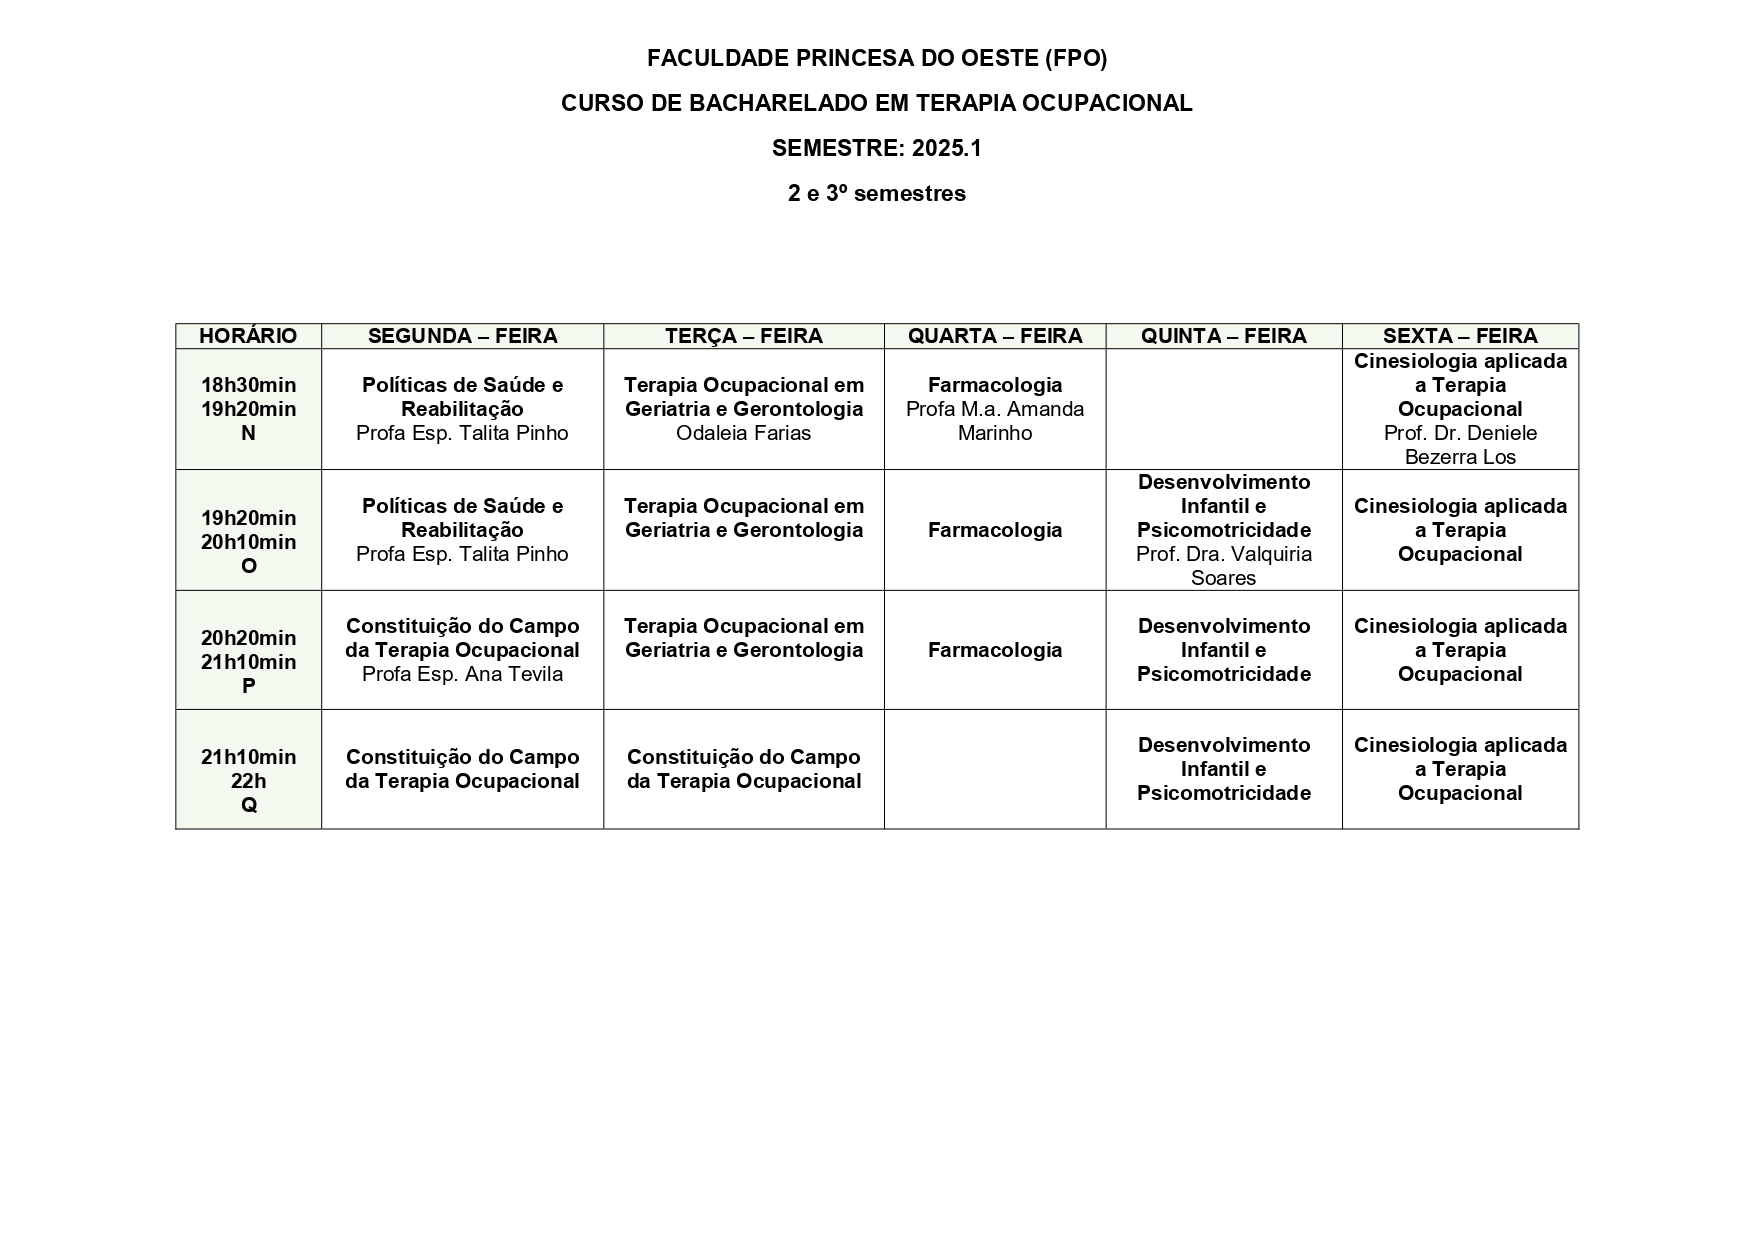 FACULDADE PRINCESA DO OESTE (FPO)
CURSO DE BACHARELADO EM TERAPIA OCUPACIONAL
SEMESTRE: 2025.1
2 e 3º semestres
HORÁRIO
SEGUNDA – FEIRA
TERÇA – FEIRA
QUARTA – FEIRA
QUINTA – FEIRA
SEXTA – FEIRA
18h30min
19h20min
N
Políticas de Saúde e
Reabilitação
Profa Esp. Talita Pinho
Terapia Ocupacional em
Geriatria e Gerontologia
Odaleia Farias
Farmacologia
Profa M.a. Amanda
Marinho
Cinesiologia aplicada
a Terapia
Ocupacional
Prof. Dr. Deniele
Bezerra Los
19h20min
20h10min
O
Políticas de Saúde e
Reabilitação
Profa Esp. Talita Pinho
Terapia Ocupacional em
Geriatria e Gerontologia
Farmacologia
Desenvolvimento
Infantil e
Psicomotricidade
Prof. Dra. Valquiria
Soares
Cinesiologia aplicada
a Terapia
Ocupacional
20h20min
21h10min
P
Constituição do Campo
da Terapia Ocupacional
Profa Esp. Ana Tevila
Terapia Ocupacional em
Geriatria e Gerontologia
Farmacologia
Desenvolvimento
Infantil e
Psicomotricidade
Cinesiologia aplicada
a Terapia
Ocupacional
21h10min
22h
Q
Constituição do Campo
da Terapia Ocupacional
Constituição do Campo
da Terapia Ocupacional
Desenvolvimento
Infantil e
Psicomotricidade
Cinesiologia aplicada
a Terapia
Ocupacional